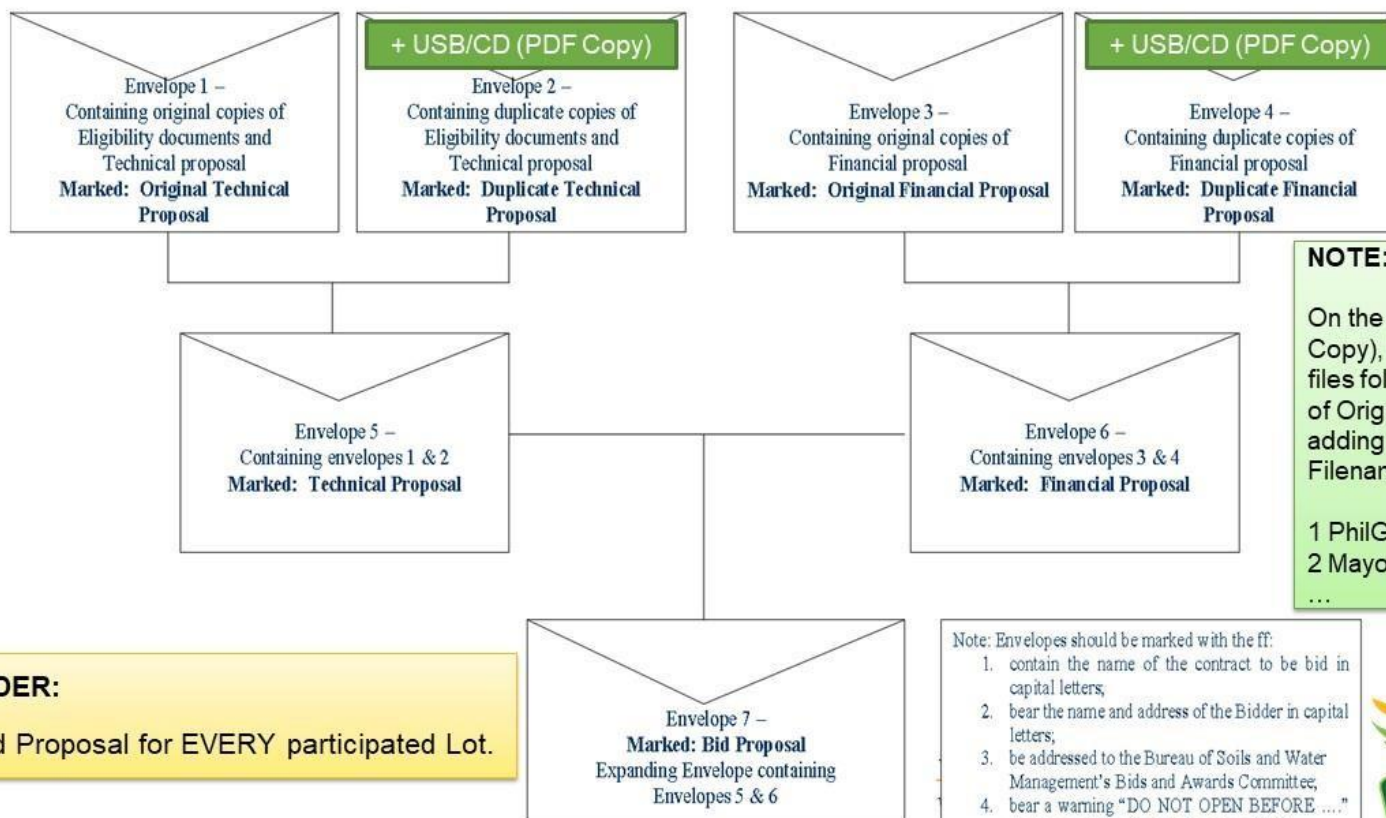 + USB/CD (PDF Copy)
+ USB/CD (PDF Copy)
Envelope 1 –
Containing original copies of
Eligibility documents and
Technical proposal
Marked: Original Technical
Proposal
Envelope 2 –
Containing duplicate copies of
Eligibility documents and
Technical proposal
Marked: Duplicate Technical
Proposal
Envelope 3 –
Containing original copies of
Financial proposal
Marked: Original Financial Proposal
Envelope 4 –
Containing duplicate copies of
Financial proposal
Marked: Duplicate Financial
Proposal
NOTE:
On the
Copy),
files fol
of Orig
adding
Filenar
1 PhilG
2 Mayo
...
Envelope 5 –
Containing envelopes 1 & 2
Marked: Technical Proposal
Envelope 6 –
Containing envelopes 3 & 4
Marked: Financial Proposal
DER:
d Proposal for EVERY participated Lot.
Envelope 7 –
Marked: Bid Proposal
Expanding Envelope containing
Envelopes 5 & 6
Note: Envelopes should be marked with the ff:
1. contain the name of the contract to be bid in
capital letters;
2. bear the name and address of the Bidder in capital
letters;
3. be addressed to the Bureau of Soils and Water
Management's Bids and Awards Committee;
4. bear a warning "DO NOT OPEN BEFORE ...."